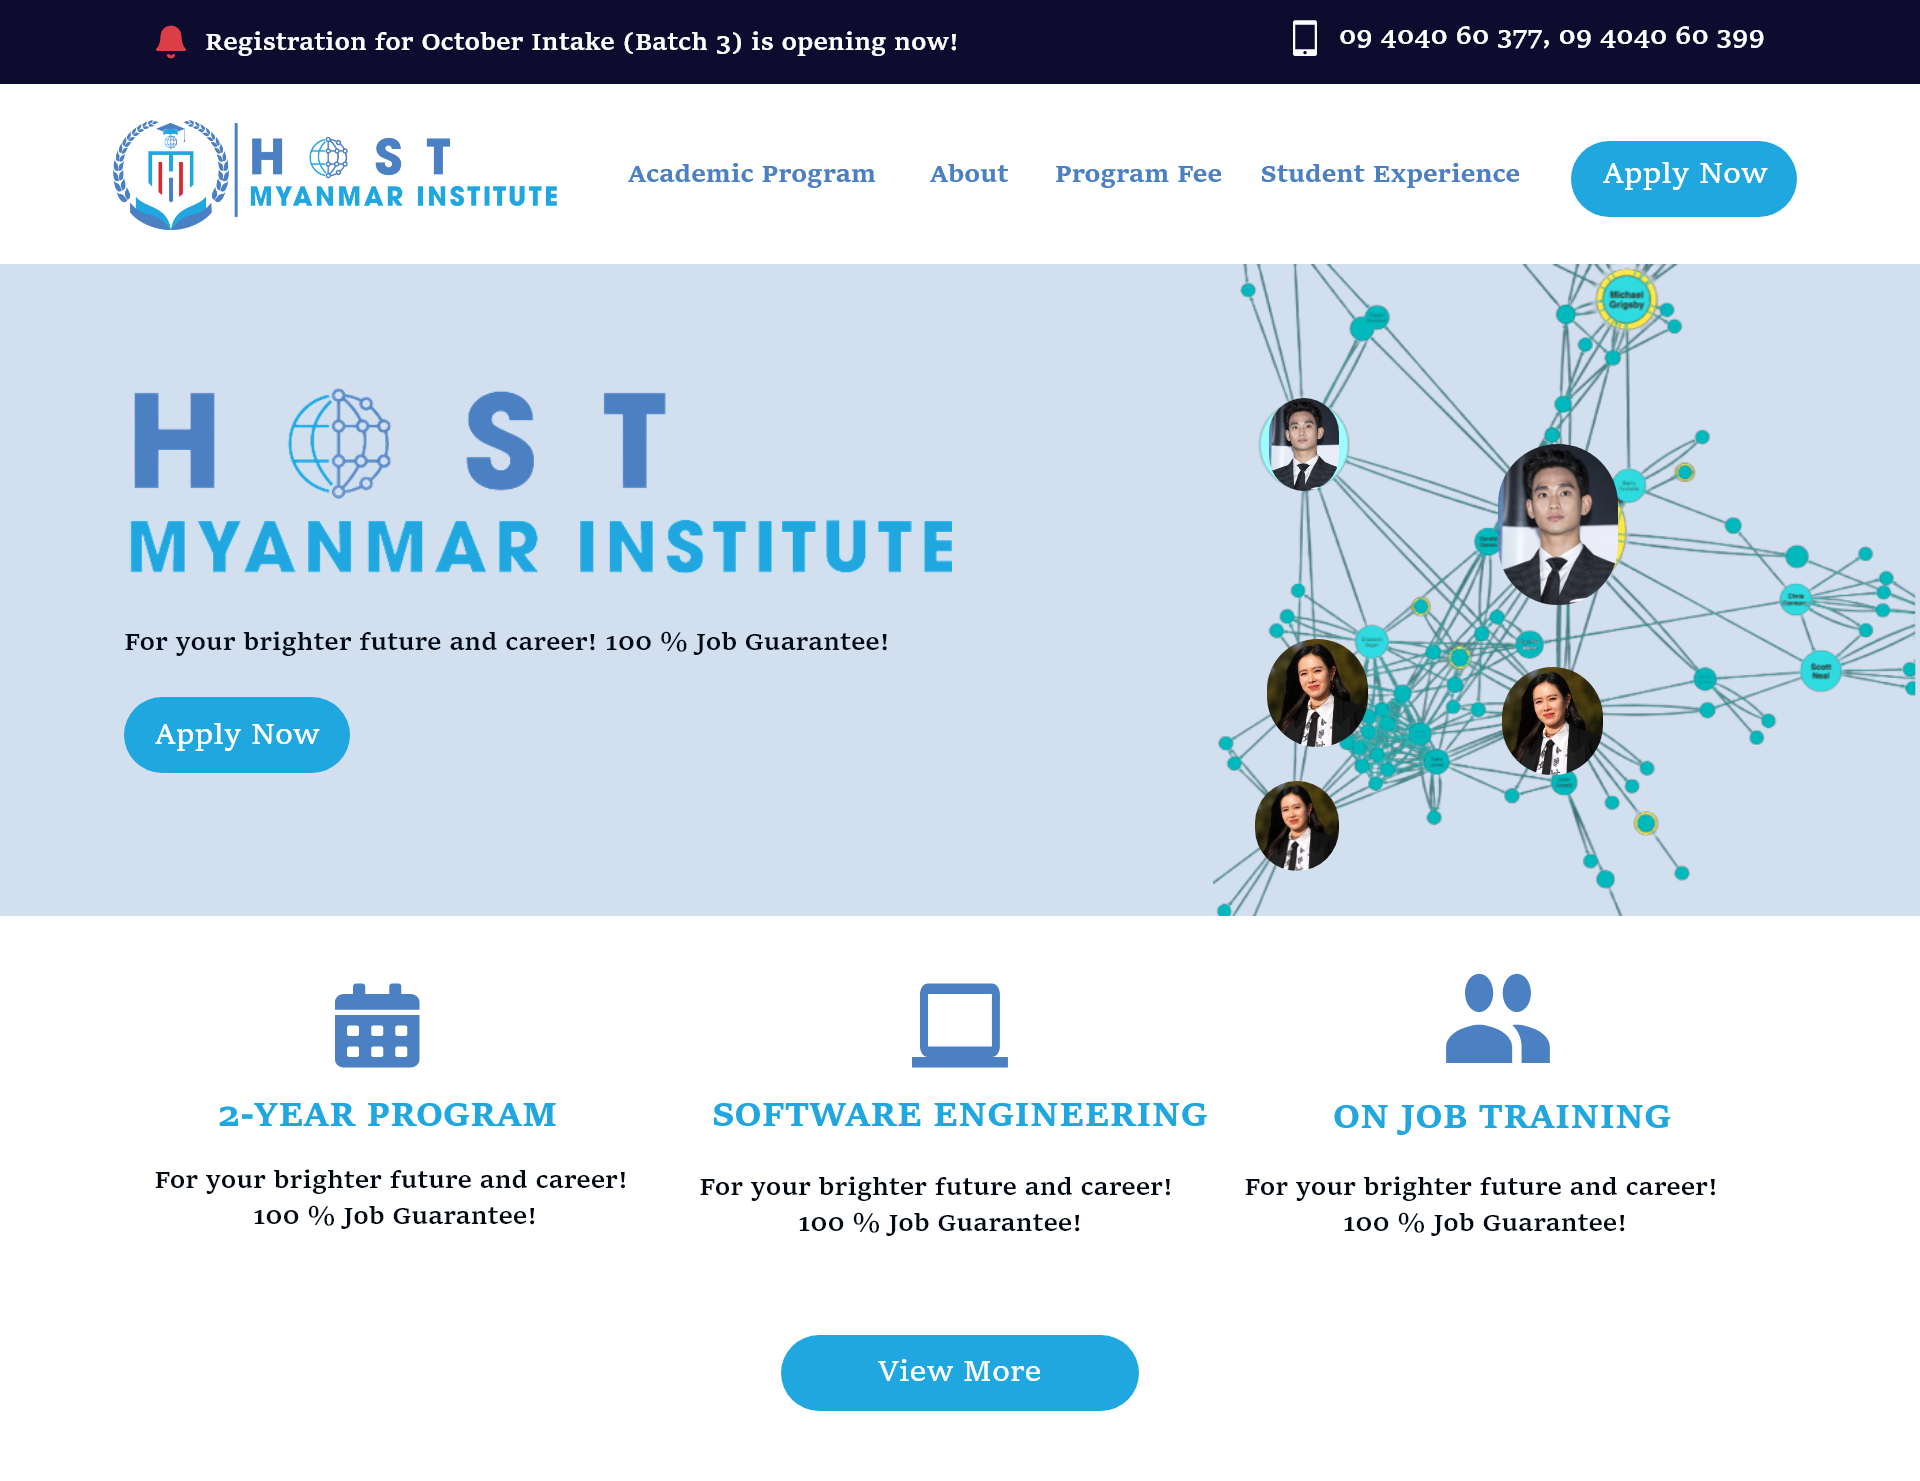 Registration for October Intake (Batch 3) is opening now!
09 4040 60 377, 09 4040 60 399
H ST
MYANMAR INSTITUTE
Academic Program
About
Program Fee
Student Experience
Apply Now
Michael
Grigsby
H ST
MYANMAR INSTITUTE
Chris
Scott
Neal
For your brighter future and career! 100 % Job Guarantee!
Apply Now
2-YEAR PROGRAM
For your brighter future and career!
100 % Job Guarantee!
SOFTWARE ENGINEERING
For your brighter future and career!
100 % Job Guarantee!
ON JOB TRAINING
For your brighter future and career!
100 % Job Guarantee!
View More